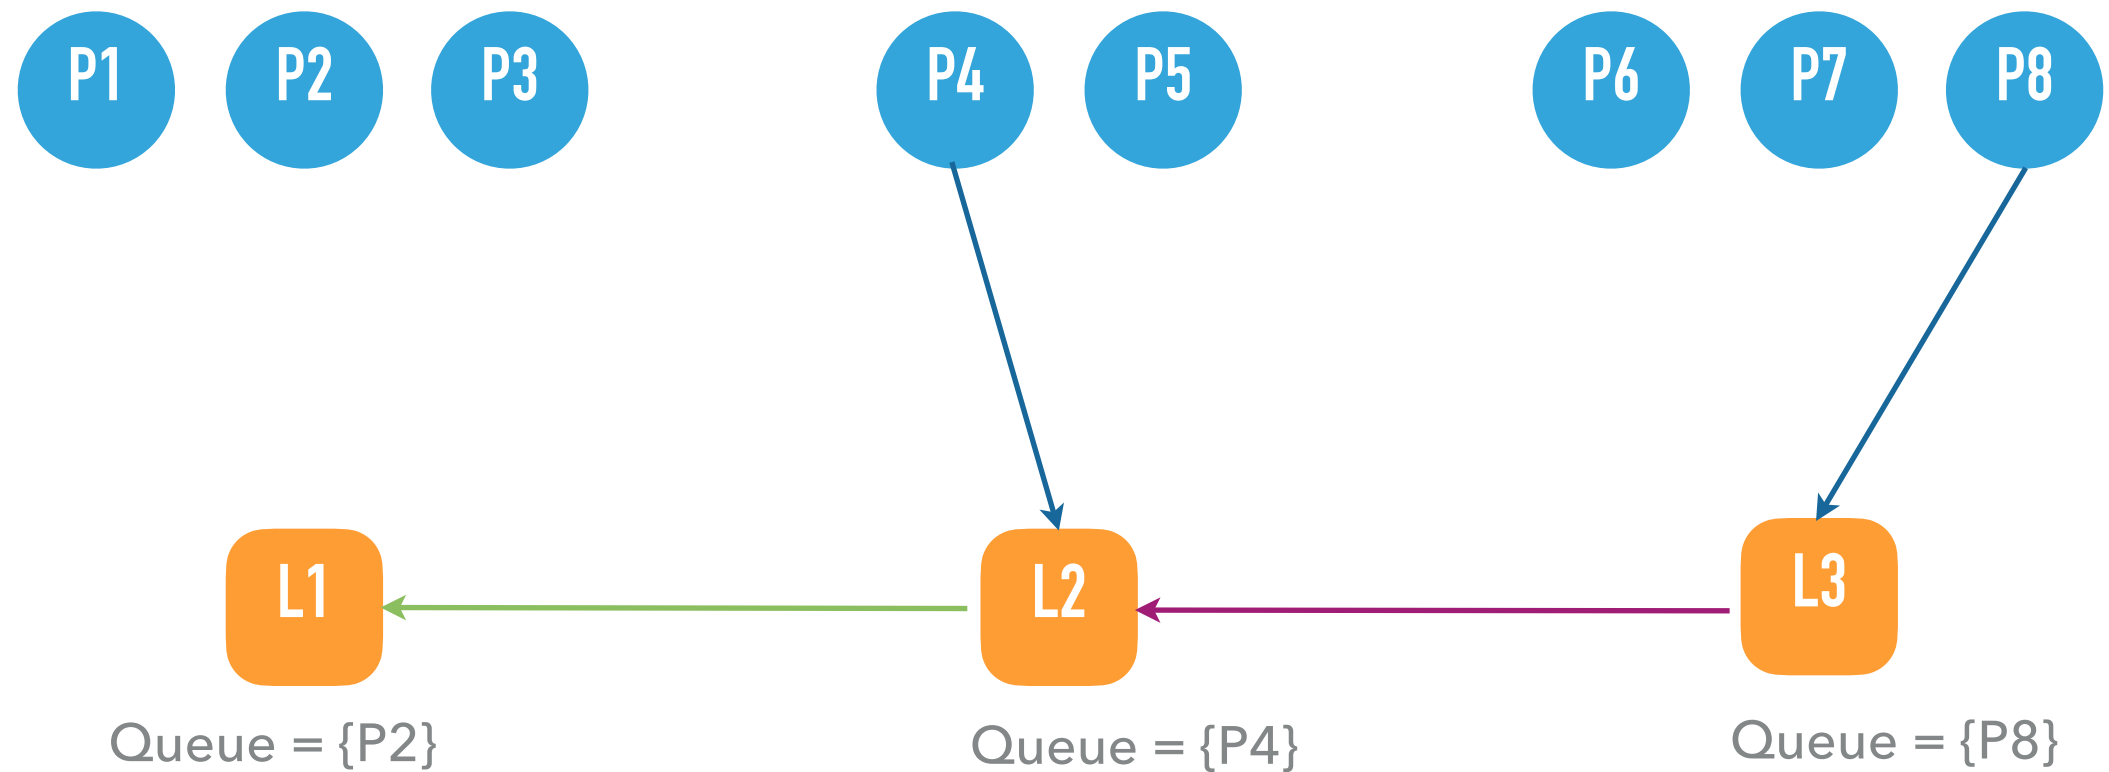 P1 P2 P3 P4 P5 P6 P7 P8
L1 L2 L3
Queue = {P2} Queue = {P4} Queue = {P8}